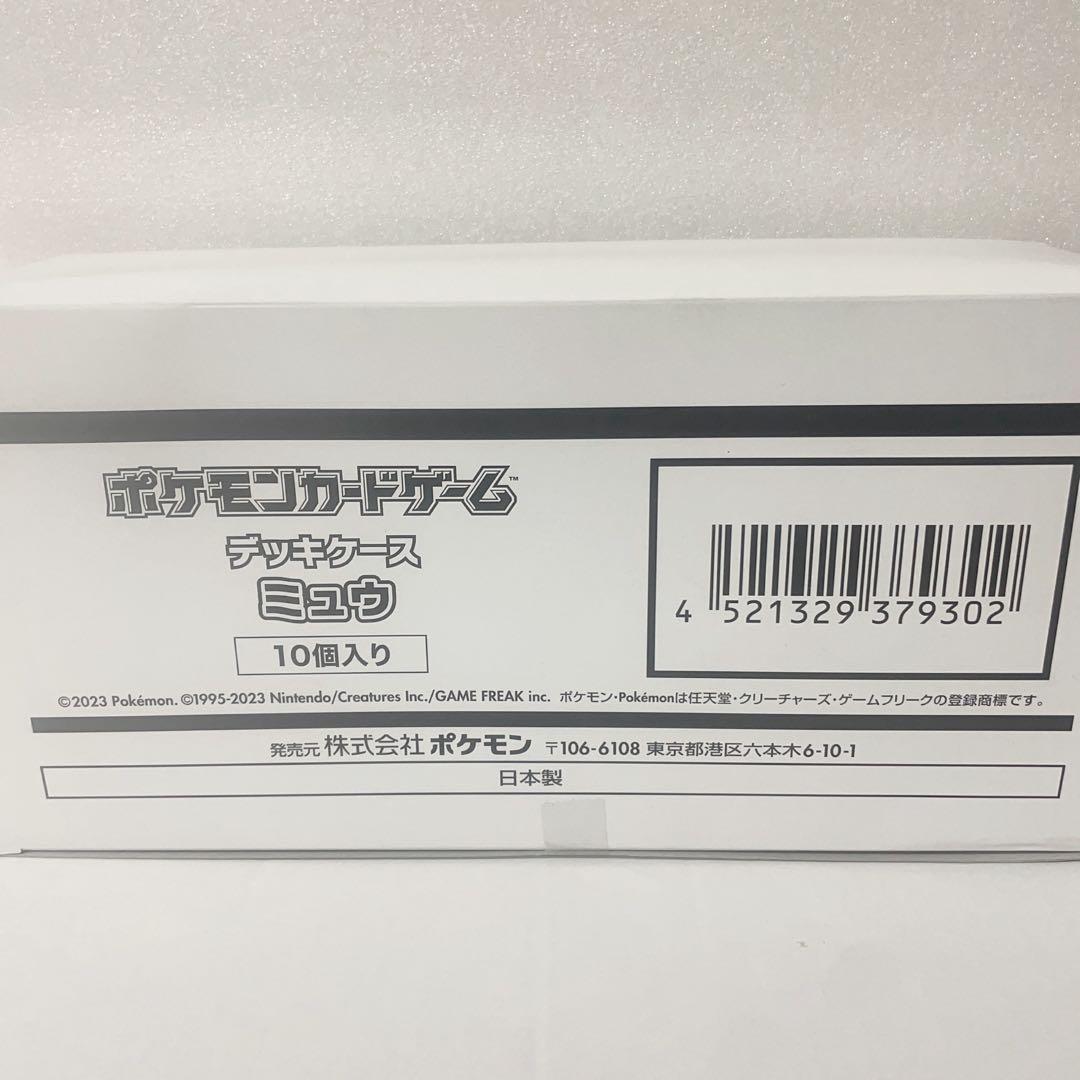 ポケモンカードゲーム™
デッキケース
ミュウ
10個入り
4 521329 379302
©2023 Pokémon. ©1995-2023 Nintendo/Creatures Inc./GAME FREAK inc. ポケモン・Pokémonは任天堂・クリーチャーズ・ゲームフリークの登録商標です。
発売元 株式会社 ポケモン 〒106-6108 東京都港区六本木6-10-1
日本製